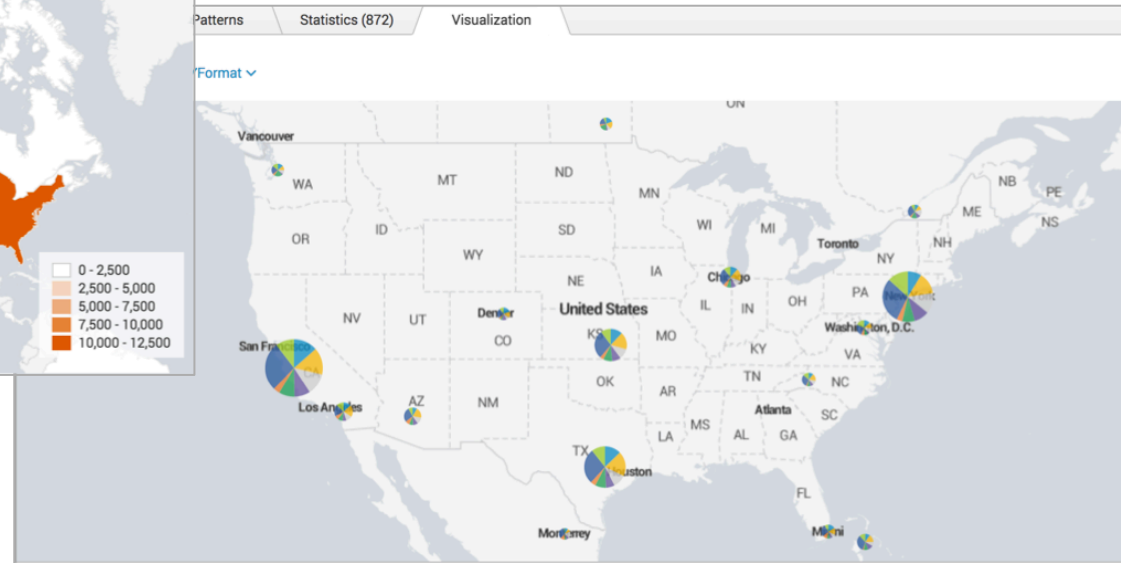 Patterns
Statistics (872)
Visualization
Format
0 - 2,500
2,500 - 5,000
5,000 - 7,500
7,500 - 10,000
10,000 - 12,500
ON
Vancouver
WA
MT
ND
MN
NB
PE
ME
NS
OR
ID
SD
WI
MI
Toronto
NH
NY
WY
IA
Chicago
PA
New York
NE
IL
IN
OH
United States
NV
UT
Denver
CO
KS
MO
Washington, D.C.
KY
VA
San Francisco
CA
OK
TN
NC
Los Angeles
AZ
NM
AR
Atlanta
SC
MS
AL
GA
LA
TX
Houston
FL
Monterrey
Miami